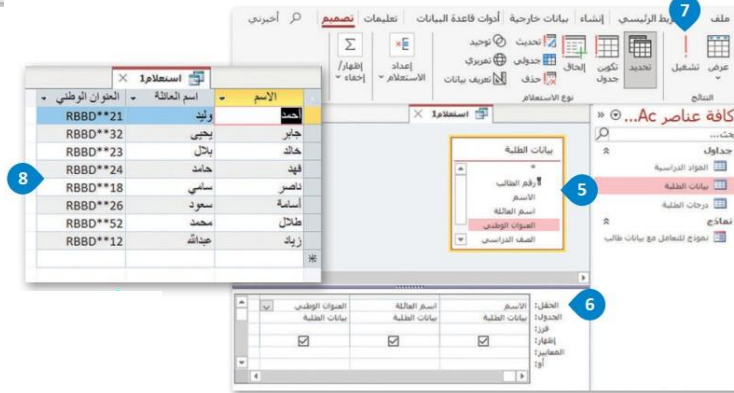 ملف
الشريط الرئيسي إنشاء بيانات خارجية أدوات قاعدة البيانات تعليمات تصميم أخبرني
7
عرض تشغيل تحديد تكوين جدول إلحاق
تحديث توحيد
جدولي تمريري
حذف تعريف بيانات
إعداد الاستعلام
إظهار/
إخفاء
النتائج
نوع الاستعلام
كافة عناصر Ac...
بحث...
جداول
المواد الدراسية
بيانات الطلبة
درجات الطلبة
نماذج
نموذج للتعامل مع بيانات طالب
استعلام1
بيانات الطلبة
*
رقم الطالب
الاسم
اسم العائلة
العنوان الوطني
الصف الدراسي
5
6
الحقل: الاسم اسم العائلة العنوان الوطني
الجدول: بيانات الطلبة بيانات الطلبة بيانات الطلبة
فرز:
إظهار:
المعايير:
أو:
استعلام1
الاسم اسم العائلة العنوان الوطني
أحمد وليد RBBD**21
جابر يحيى RBBD**32
خالد بلال RBBD**23
فهد حامد RBBD**24
ناصر سامي RBBD**18
أسامة سعود RBBD**26
طلال محمد RBBD**52
زياد عبدالله RBBD**12
8